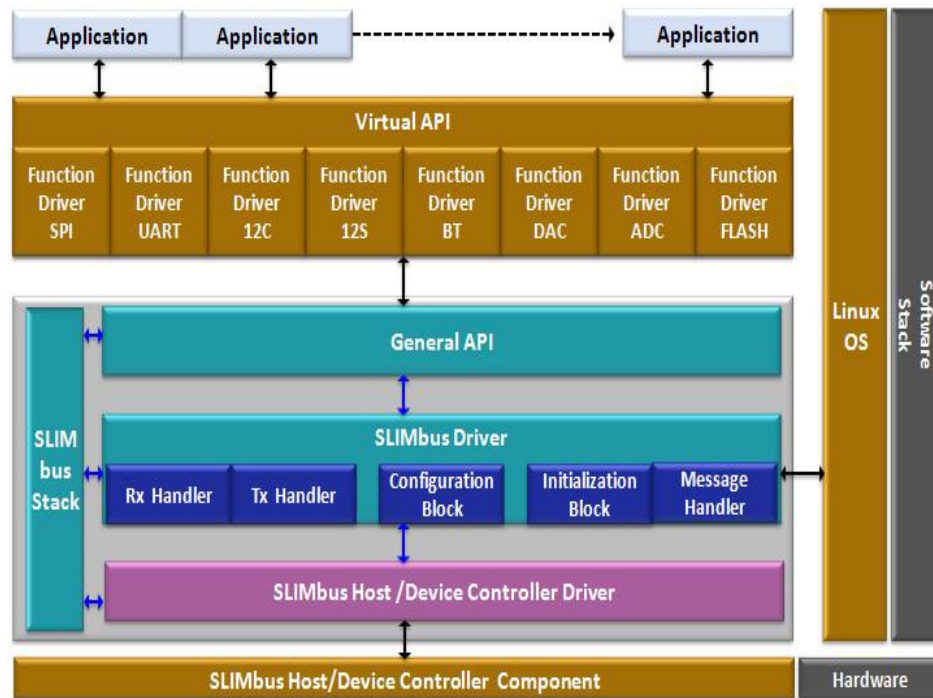 Application
Application
Application
Virtual API
Function
Driver
SPI
Function
Driver
UART
Function
Driver
12C
Function
Driver
12S
Function
Driver
BT
Function
Driver
DAC
Function
Driver
ADC
Function
Driver
FLASH
General API
SLIM
bus
Stack
SLIMbus Driver
Rx Handler
Tx Handler
Configuration
Block
Initialization
Block
Message
Handler
SLIMbus Host /Device Controller Driver
SLIMbus Host/Device Controller Component
Linux
OS
Software
Stack
Hardware